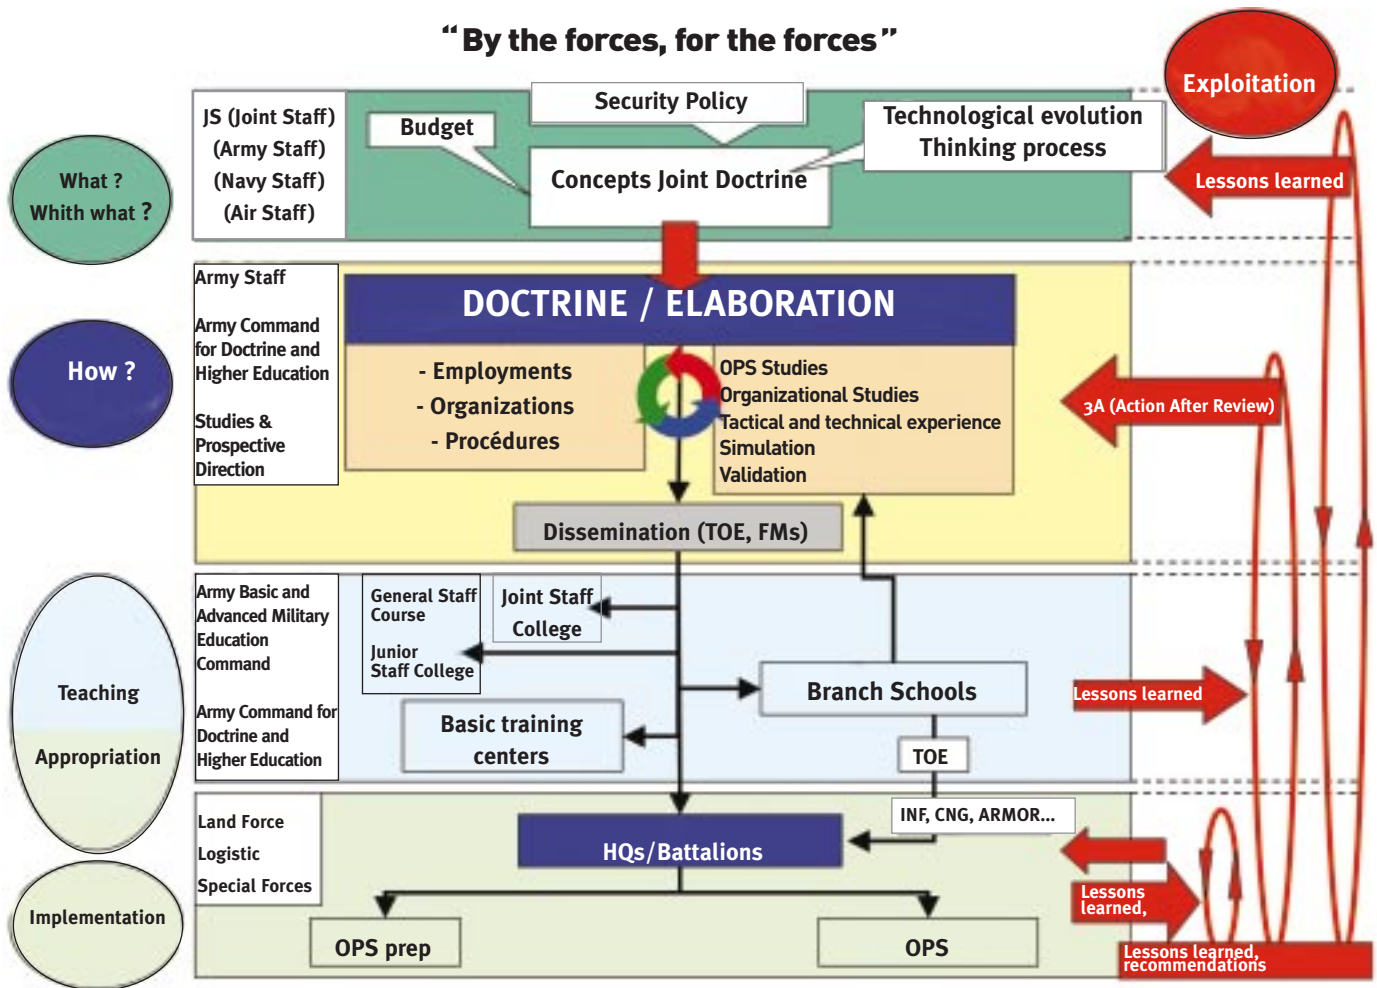 “By the forces, for the forces”
Exploitation
What ?
Whith what ?
JS (Joint Staff)
(Army Staff)
(Navy Staff)
(Air Staff)
Budget
Security Policy
Technological evolution
Thinking process
Concepts Joint Doctrine
Lessons learned
How ?
Army Staff
Army Command
for Doctrine and
Higher Education
Studies &
Prospective
Direction
DOCTRINE / ELABORATION
- Employments
- Organizations
- Procédures
OPS Studies
Organizational Studies
Tactical and technical experience
Simulation
Validation
3A (Action After Review)
Dissemination (TOE, FMs)
Teaching
Appropriation
Army Basic and
Advanced Military
Education
Command
Army Command for
Doctrine and
Higher Education
General Staff
Course
Junior
Staff College
Joint Staff
College
Basic training
centers
Branch Schools
TOE
Lessons learned
Implementation
Land Force
Logistic
Special Forces
HQs/Battalions
INF, CNG, ARMOR...
OPS prep
OPS
Lessons
learned,
Lessons learned,
recommendations